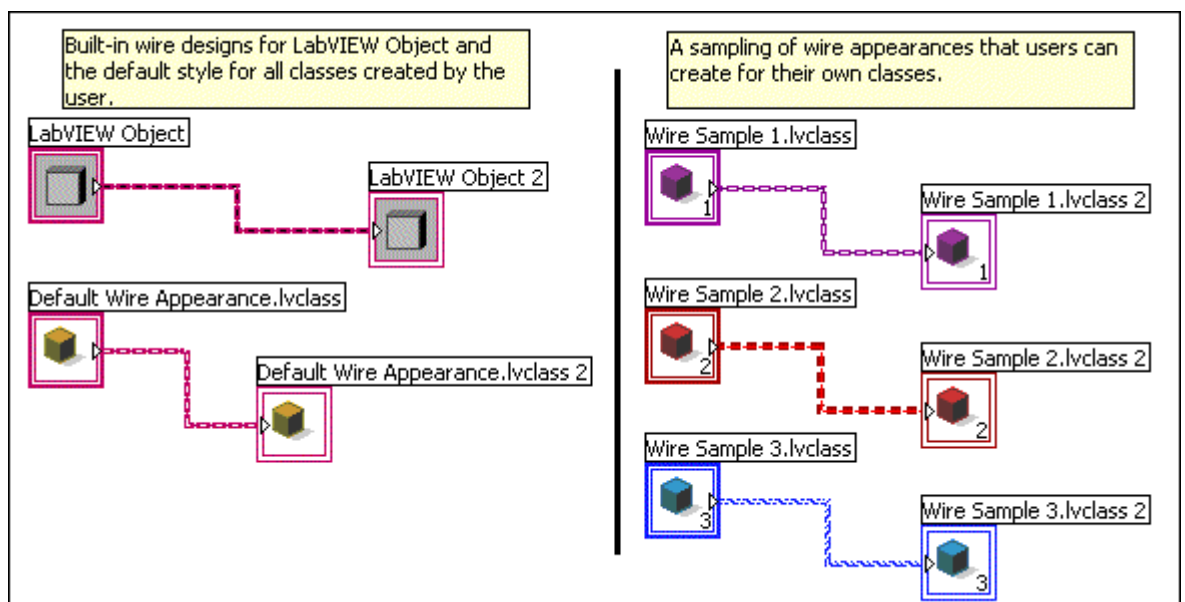 Built-in wire designs for LabVIEW Object and
the default style for all classes created by the
user.
LabVIEW Object
LabVIEW Object 2
Default Wire Appearance.lvclass
Default Wire Appearance.lvclass 2
A sampling of wire appearances that users can
create for their own classes.
Wire Sample 1.lvclass
1
Wire Sample 1.lvclass 2
1
Wire Sample 2.lvclass
2
Wire Sample 2.lvclass 2
2
Wire Sample 3.lvclass
3
Wire Sample 3.lvclass 2
3